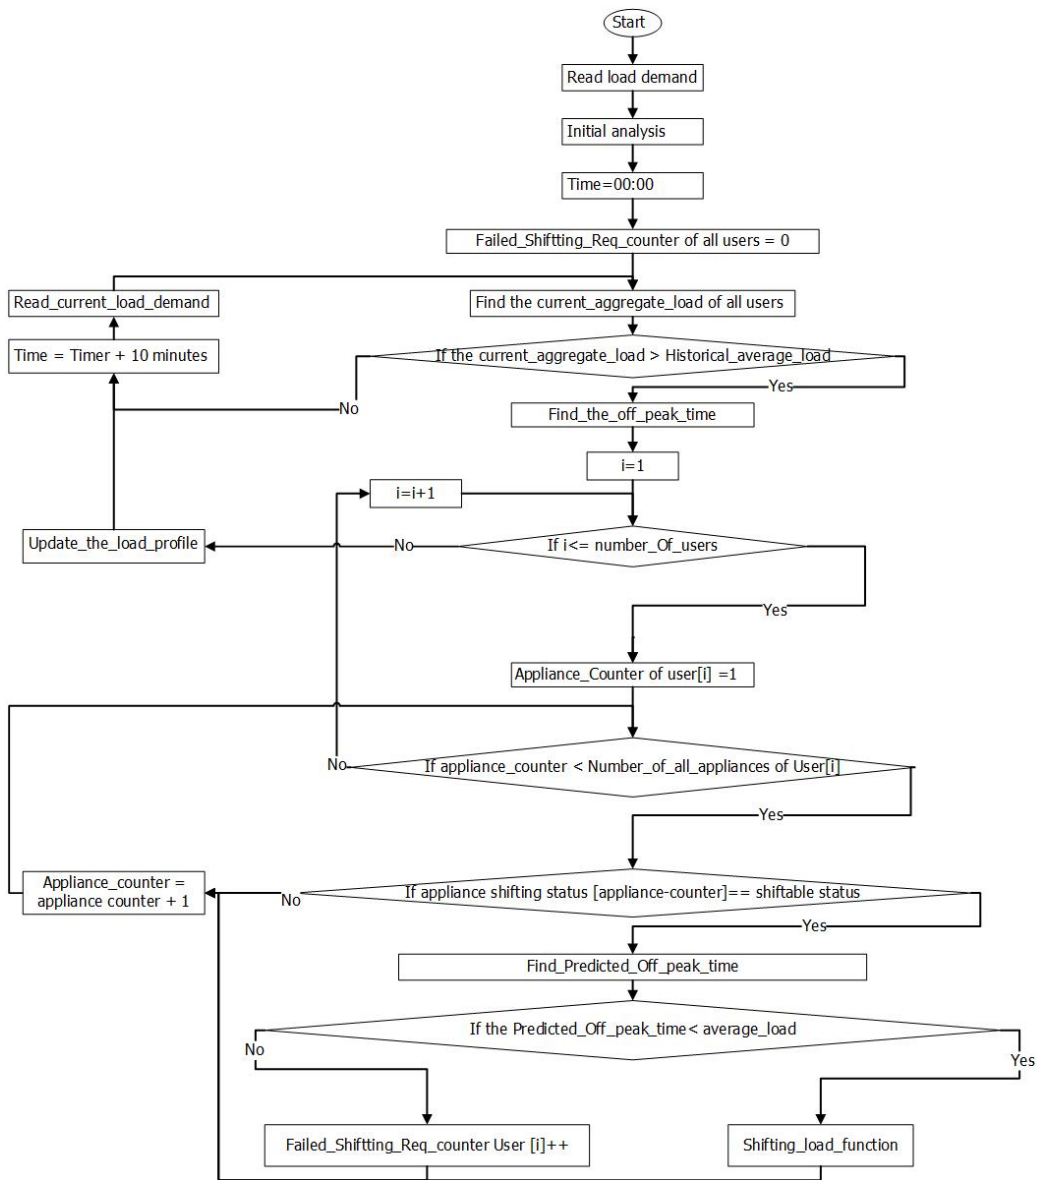 Start
Read load demand
Initial analysis
Time=00:00
Failed_Shiftting_Req_counter of all users = 0
Read_current_load_demand
Find the current_aggregate_load of all users
Time = Timer + 10 minutes
If the current_aggregate_load > Historical_average_load
Yes
No
Find_the_off_peak_time
i=1
i=i+1
Update_the_load_profile
No
If i<= number_Of_users
Yes
Appliance_Counter of user[i] =1
No
If appliance_counter < Number_of_all_appliances of User[i]
Yes
Appliance_counter =
appliance counter + 1
No
If appliance shifting status [appliance-counter]== shiftable status
Yes
Find_Predicted_Off_peak_time
If the Predicted_Off_peak_time< average_load
No
Yes
Failed_Shiftting_Req_counter User [i]++
Shifting_load_function